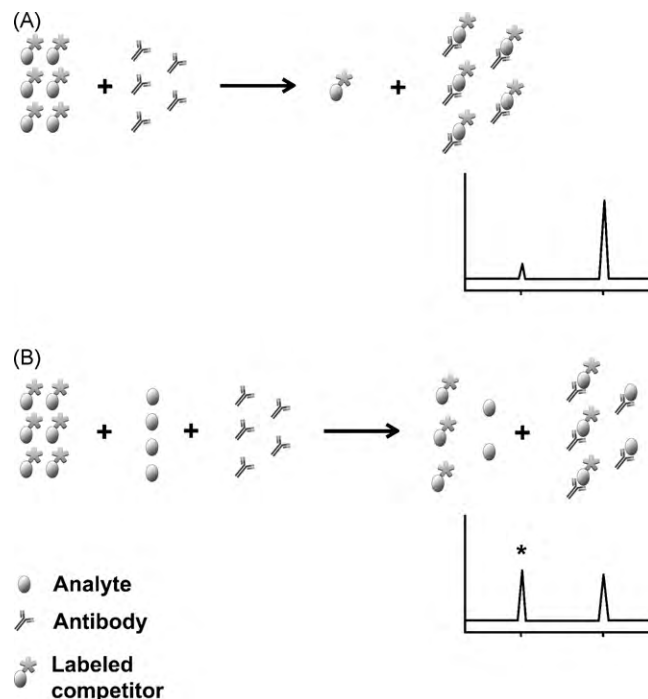 (A)
+
+
(B)
+
+
+
*
Analyte
Antibody
Labeled
competitor